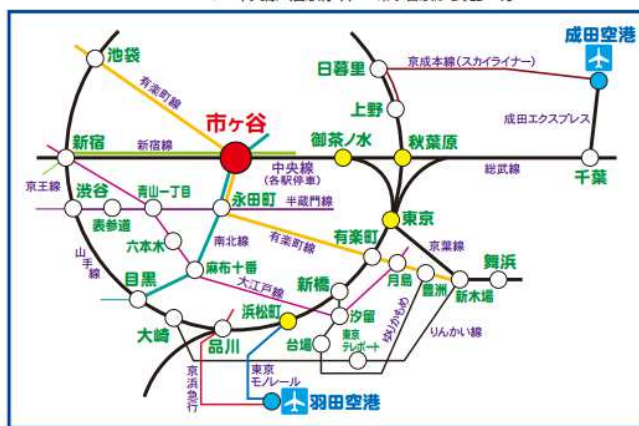 成田空港
池袋
日暮里
京成本線(スカイライナー)
有楽町線
上野
成田エクスプレス
市ヶ谷
新宿
新宿線
御茶ノ水
秋葉原
中央線
(各駅停車)
総武線
千葉
京王線
渋谷
青山一丁目
永田町
半蔵門線
表参道
東京
南北線
有楽町線
有楽町
京葉線
六本木
山手線
麻布十番
新橋
月島
豊洲
新木場
舞浜
目黒
大江戸線
浜松町
汐留
ゆりかもめ
りんかい線
大崎
品川
台場
東京
テレポート
京浜急行
東京
モノレール
羽田空港